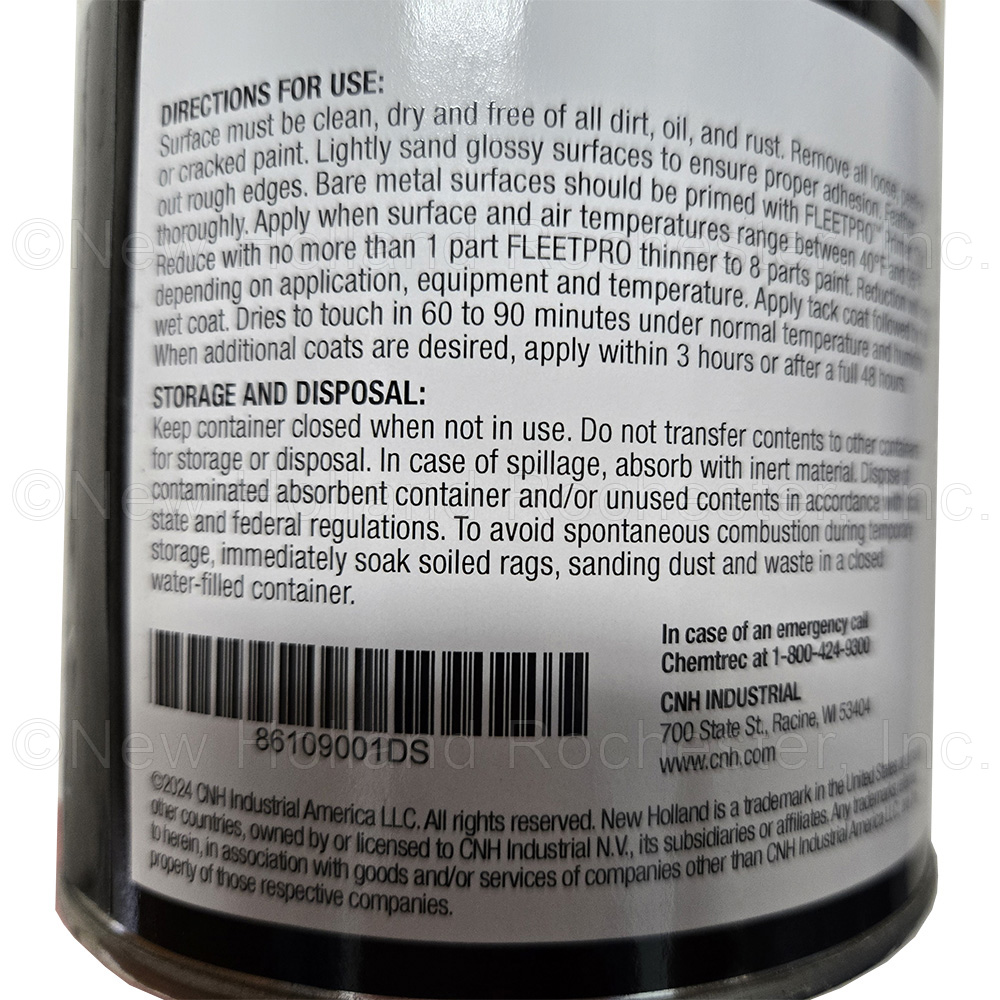 DIRECTIONS FOR USE:
Surface must be clean, dry and free of all dirt, oil, and rust. Remove all loose,
or cracked paint. Lightly sand glossy surfaces to ensure proper adhesion.
out rough edges. Bare metal surfaces should be primed with FLEETPRO™
thoroughly. Apply when surface and air temperatures range between 40°F and
Reduce with no more than 1 part FLEETPRO thinner to 8 parts paint. Reduction
depending on application, equipment and temperature. Apply tack coat followed
wet coat. Dries to touch in 60 to 90 minutes under normal temperature and
When additional coats are desired, apply within 3 hours or after a full 48 hours.
STORAGE AND DISPOSAL:
Keep container closed when not in use. Do not transfer contents to other
for storage or disposal. In case of spillage, absorb with inert material. Dispose of
contaminated absorbent container and/or unused contents in accordance with
state and federal regulations. To avoid spontaneous combustion during temporary
storage, immediately soak soiled rags, sanding dust and waste in a closed
water-filled container.
86109001DS
In case of an emergency call
Chemtrec at 1-800-424-9300
CNH INDUSTRIAL
700 State St., Racine, WI 53404
www.cnh.com
©2024 CNH Industrial America LLC. All rights reserved. New Holland is a trademark in the United States
other countries, owned by or licensed to CNH Industrial N.V., its subsidiaries or affiliates. Any trademarks
to herein, in association with goods and/or services of companies other than CNH Industrial America LLC,
property of those respective companies.
©New Holland Rochester, Inc.
©New Holland Rochester, Inc.
©New Holland Rochester, Inc.